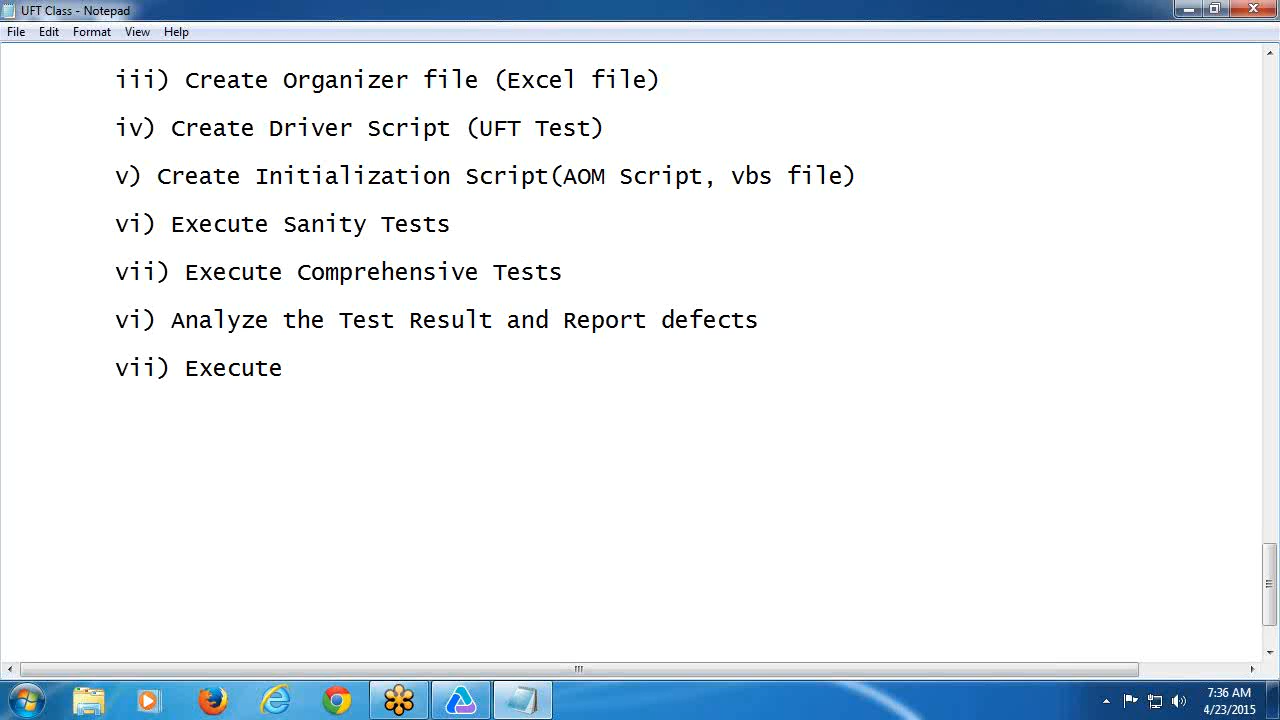 UFT Class - Notepad
File Edit Format View Help
iii) Create Organizer file (Excel file)
iv) Create Driver Script (UFT Test)
v) Create Initialization Script(AOM Script, vbs file)
vi) Execute Sanity Tests
vii) Execute Comprehensive Tests
vi) Analyze the Test Result and Report defects
vii) Execute
7:36 AM
4/23/2015